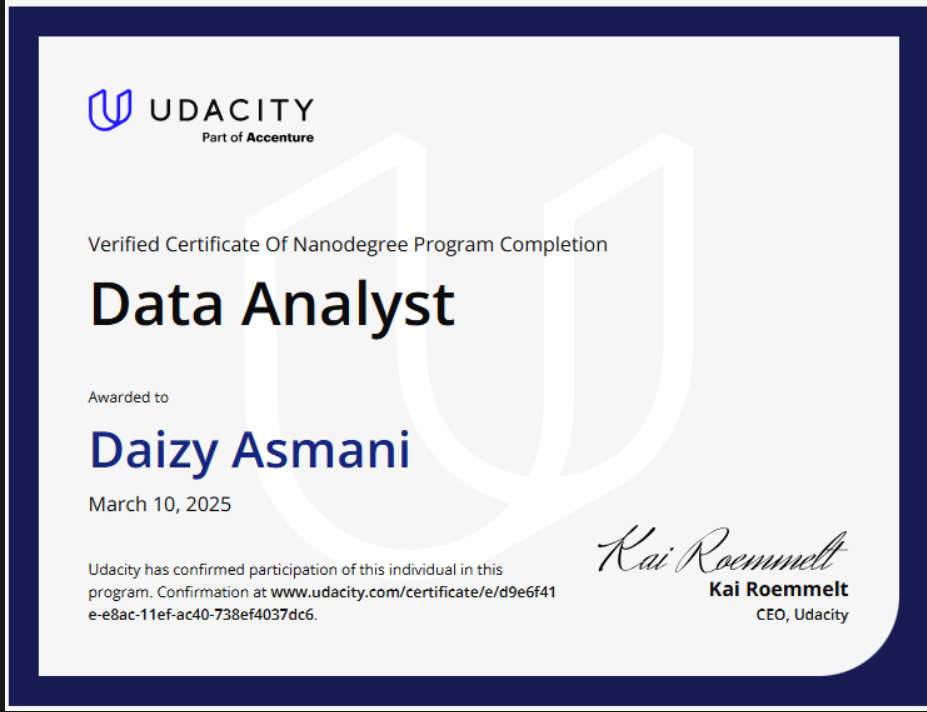 UDACITY
Part of Accenture
Verified Certificate Of Nanodegree Program Completion
Data Analyst
Awarded to
Daizy Asmani
March 10, 2025
Udacity has confirmed participation of this individual in this
program. Confirmation at www.udacity.com/certificate/e/d9e6f41
e-e8ac-11ef-ac40-738ef4037dc6.
Kai Roemmelt
Kai Roemmelt
CEO, Udacity